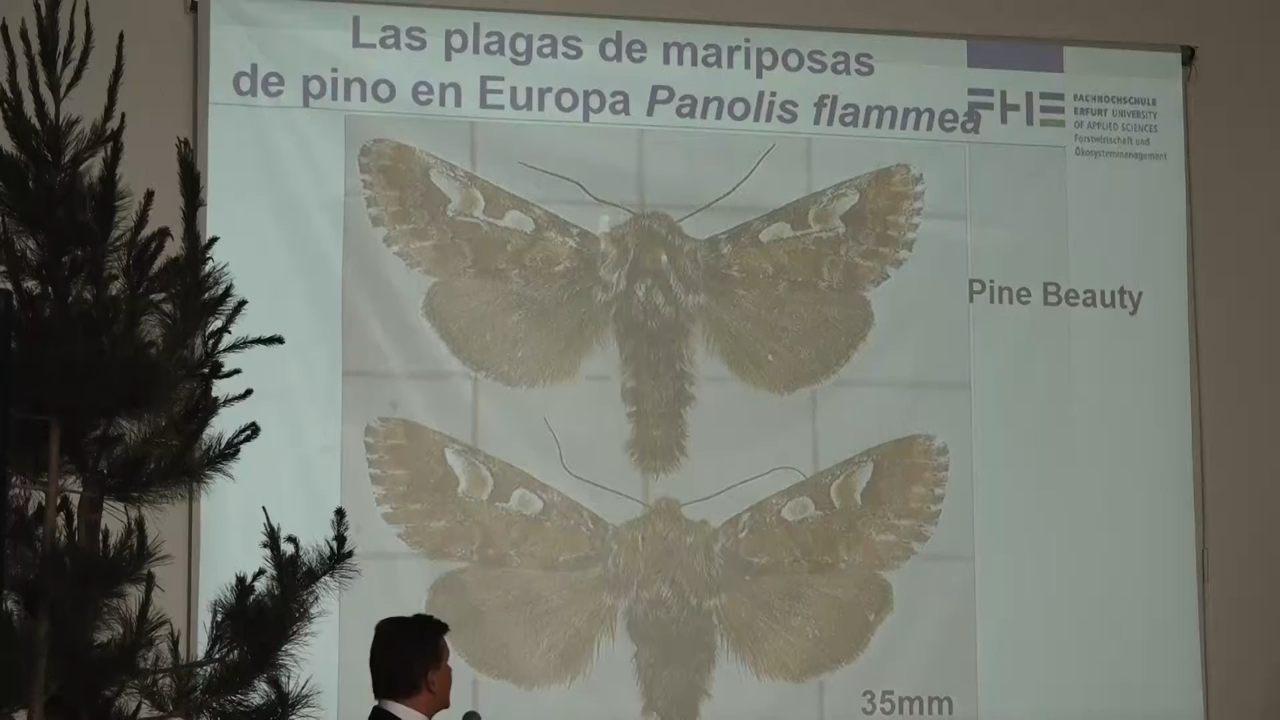 Las plagas de mariposas
de pino en Europa Panolis flammea
FHE
FACHHOCHSCHULE
ERFURT UNIVERSITY
OF APPLIED SCIENCES
Forstwirtschaft und
Ökosystemmanagement
Pine Beauty
35mm